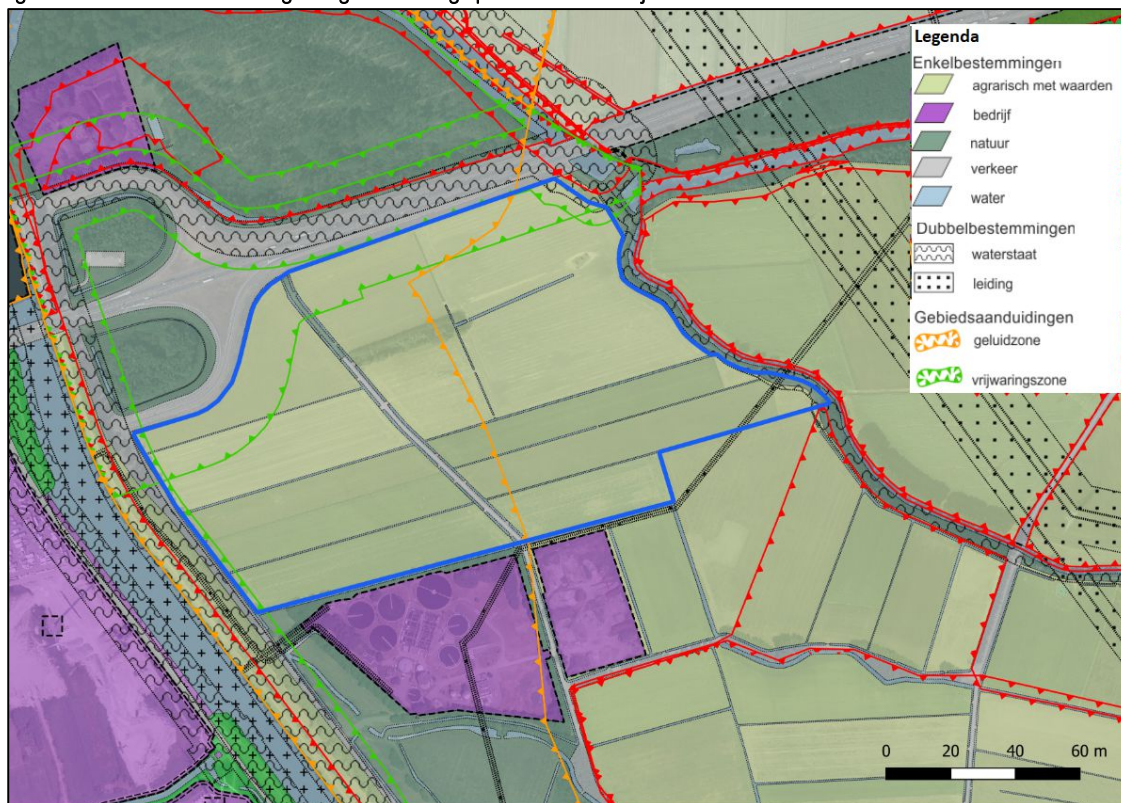 Legenda
Enkelbestemmingen
agrarisch met waarden
bedrijf
natuur
verkeer
water
Dubbelbestemmingen
waterstaat
leiding
Gebiedsaanduidingen
geluidzone
vrijwaringszone
0 20 40 60 m